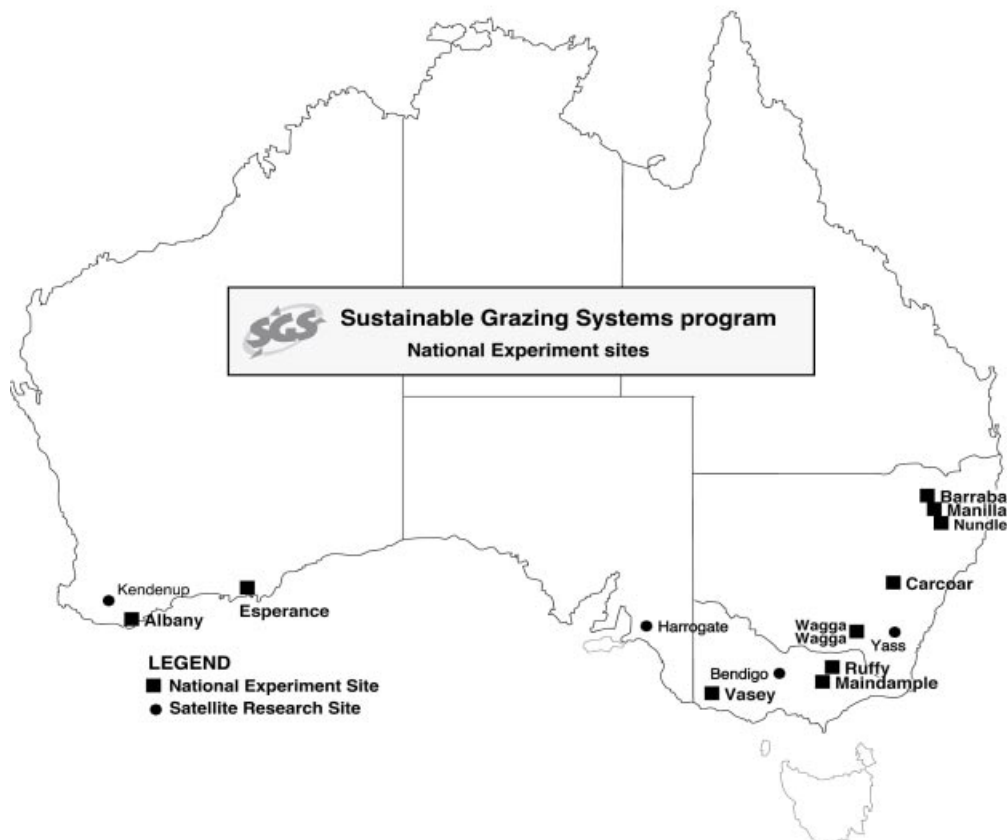 SGS
Sustainable Grazing Systems program
National Experiment sites
Barraba
Manilla
Nundle
Carcoar
Kendenup
Esperance
Albany
Harrogate
Wagga
Wagga
Yass
Bendigo
Ruffy
Maindample
Vasey
LEGEND
National Experiment Site
Satellite Research Site